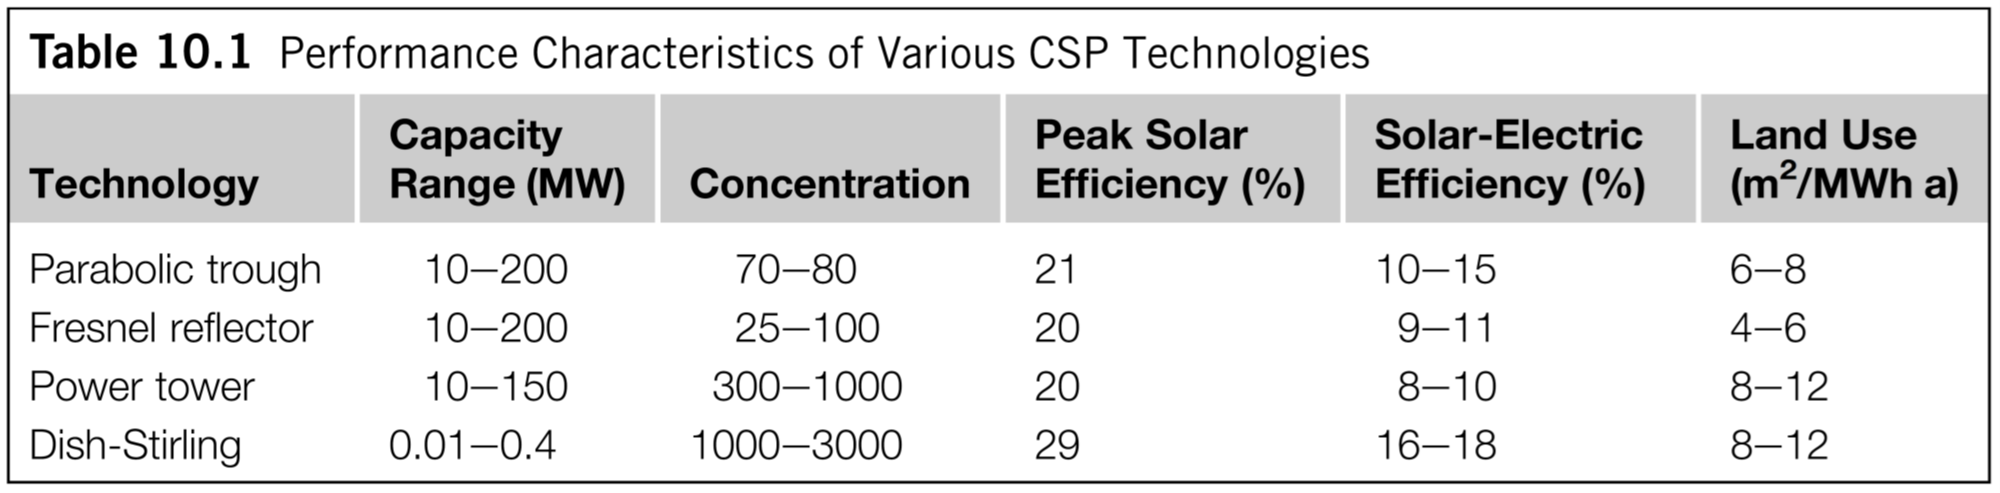 Table 10.1 Performance Characteristics of Various CSP Technologies
Technology Capacity Range (MW) Concentration Peak Solar Efficiency (%) Solar-Electric Efficiency (%) Land Use (m²/MWh a)
Parabolic trough 10–200 70–80 21 10–15 6–8
Fresnel reflector 10–200 25–100 20 9–11 4–6
Power tower 10–150 300–1000 20 8–10 8–12
Dish-Stirling 0.01–0.4 1000–3000 29 16–18 8–12